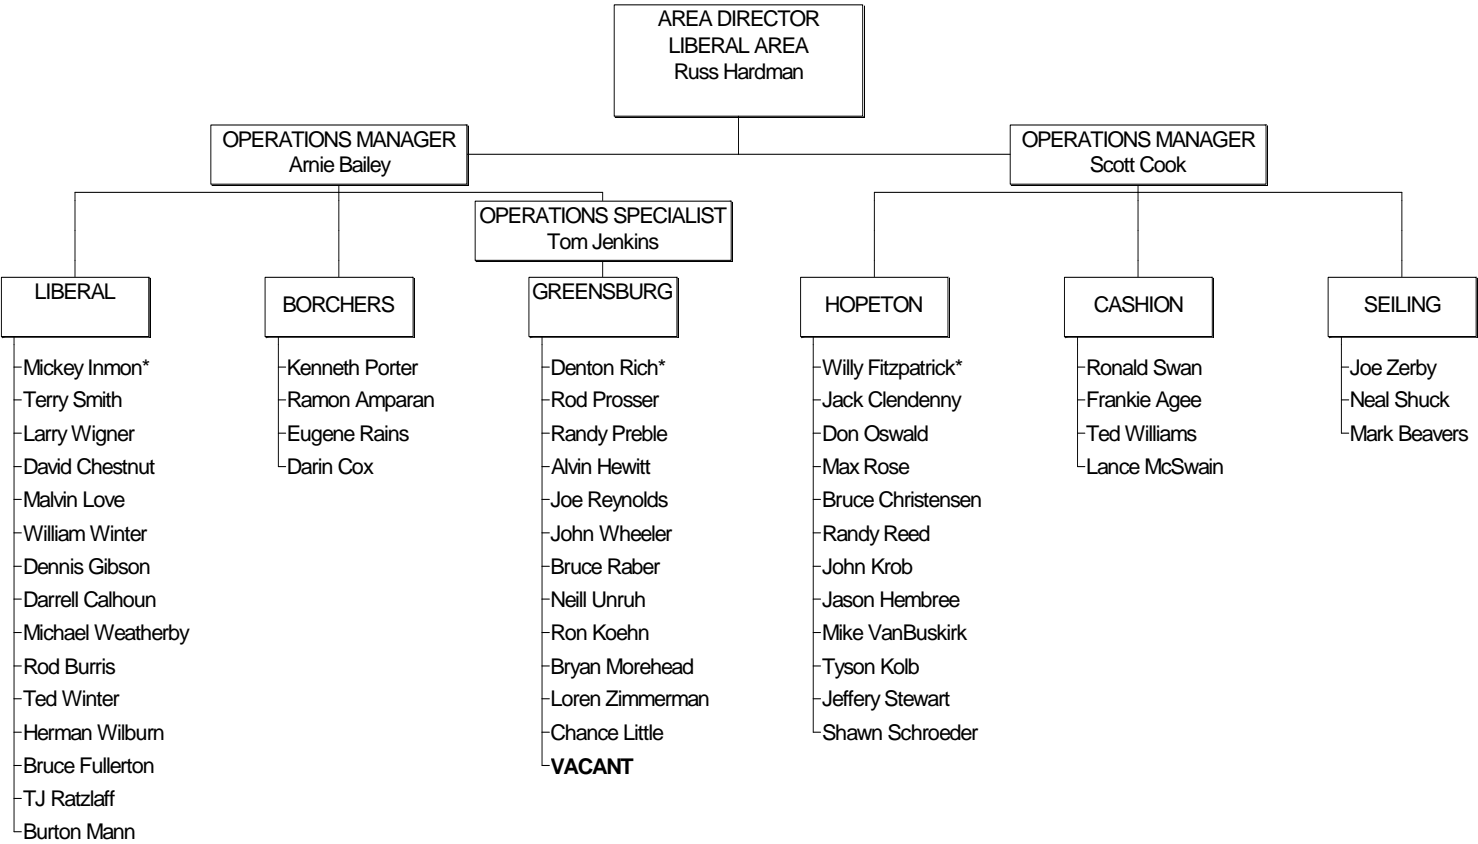 AREA DIRECTOR
LIBERAL AREA
Russ Hardman
OPERATIONS MANAGER
Arnie Bailey
OPERATIONS MANAGER
Scott Cook
OPERATIONS SPECIALIST
Tom Jenkins
LIBERAL
Mickey Inmon*
Terry Smith
Larry Wigner
David Chestnut
Malvin Love
William Winter
Dennis Gibson
Darrell Calhoun
Michael Weatherby
Rod Burris
Ted Winter
Herman Wilburn
Bruce Fullerton
TJ Ratzlaff
Burton Mann
BORCHERS
Kenneth Porter
Ramon Amparan
Eugene Rains
Darin Cox
GREENSBURG
Denton Rich*
Rod Prosser
Randy Preble
Alvin Hewitt
Joe Reynolds
John Wheeler
Bruce Raber
Neill Unruh
Ron Koehn
Bryan Morehead
Loren Zimmerman
Chance Little
VACANT
HOPETON
Willy Fitzpatrick*
Jack Clendenny
Don Oswald
Max Rose
Bruce Christensen
Randy Reed
John Krob
Jason Hembree
Mike VanBuskirk
Tyson Kolb
Jeffery Stewart
Shawn Schroeder
CASHION
Ronald Swan
Frankie Agee
Ted Williams
Lance McSwain
SEILING
Joe Zerby
Neal Shuck
Mark Beavers